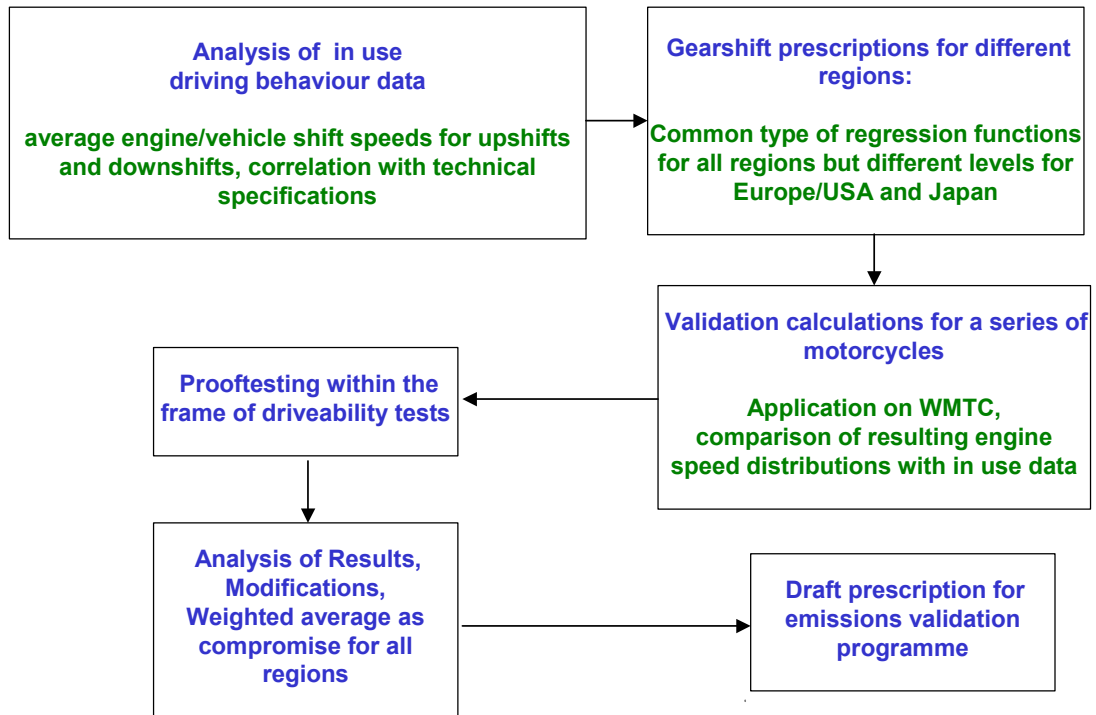 Analysis of in use
driving behaviour data
average engine/vehicle shift speeds for upshifts
and downshifts, correlation with technical
specifications
Gearshift prescriptions for different
regions:
Common type of regression functions
for all regions but different levels for
Europe/USA and Japan
Validation calculations for a series of
motorcycles
Application on WMTC,
comparison of resulting engine
speed distributions with in use data
Prooftesting within the
frame of driveability tests
Analysis of Results,
Modifications,
Weighted average as
compromise for all
regions
Draft prescription for
emissions validation
programme